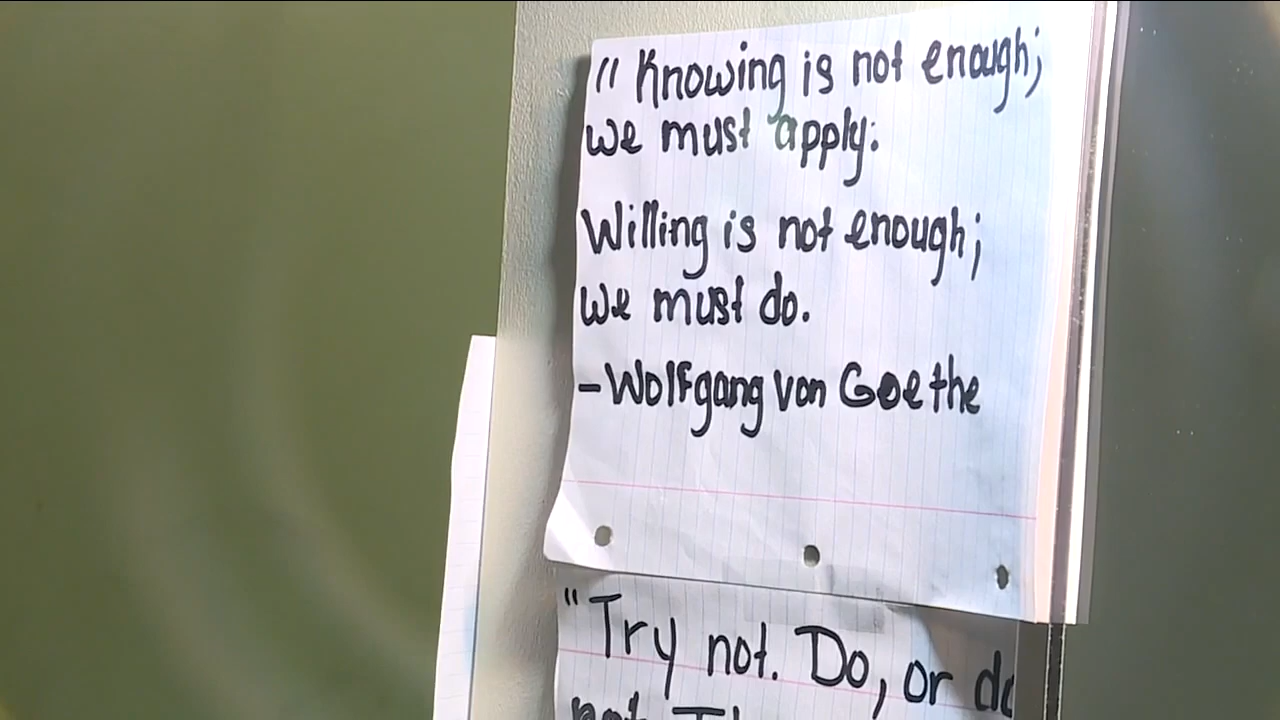 " Knowing is not enough;
we must apply.
Willing is not enough;
we must do.
-Wolfgang von Goethe
"Try not. Do, or
not.